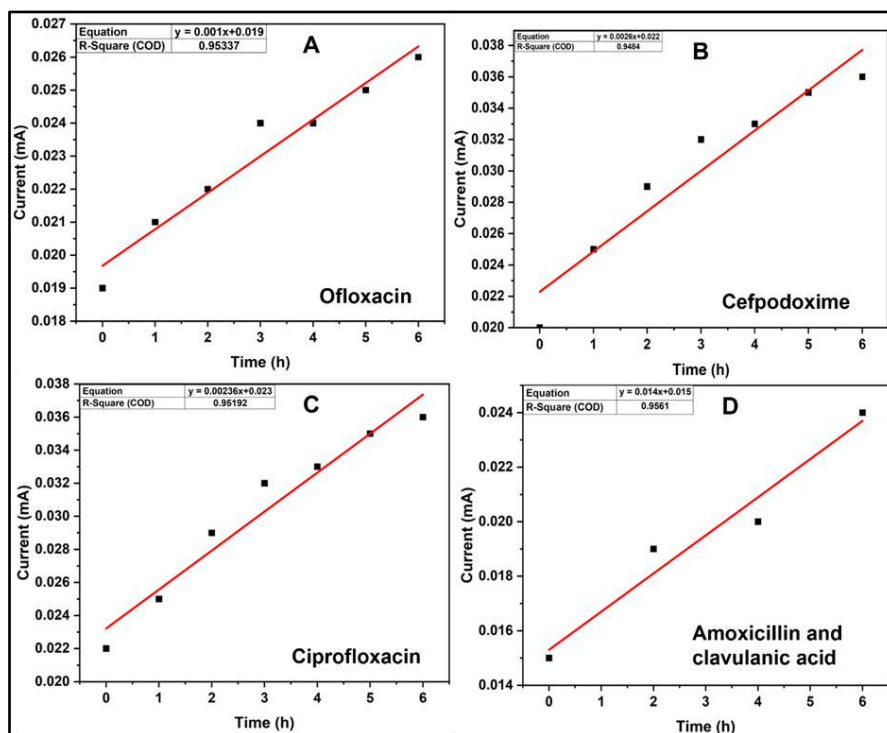 Equation y = 0.001x+0.019
R-Square (COD) 0.95337
A
0.027
0.026
0.025
0.024
0.023
0.022
0.021
0.020
0.019
0.018
Current (mA)
Ofloxacin
0 1 2 3 4 5 6
Time (h)
Equation y = 0.0026x+0.022
R-Square (COD) 0.9484
B
0.038
0.036
0.034
0.032
0.030
0.028
0.026
0.024
0.022
0.020
Current (mA)
Cefpodoxime
0 1 2 3 4 5 6
Time (h)
Equation y = 0.00236x+0.023
R-Square (COD) 0.95192
C
0.038
0.036
0.034
0.032
0.030
0.028
0.026
0.024
0.022
0.020
Current (mA)
Ciprofloxacin
0 1 2 3 4 5 6
Time (h)
Equation y = 0.014x+0.015
R-Square (COD) 0.9561
D
0.024
0.022
0.020
0.018
0.016
0.014
Current (mA)
Amoxicillin and
clavulanic acid
0 1 2 3 4 5 6
Time (h)